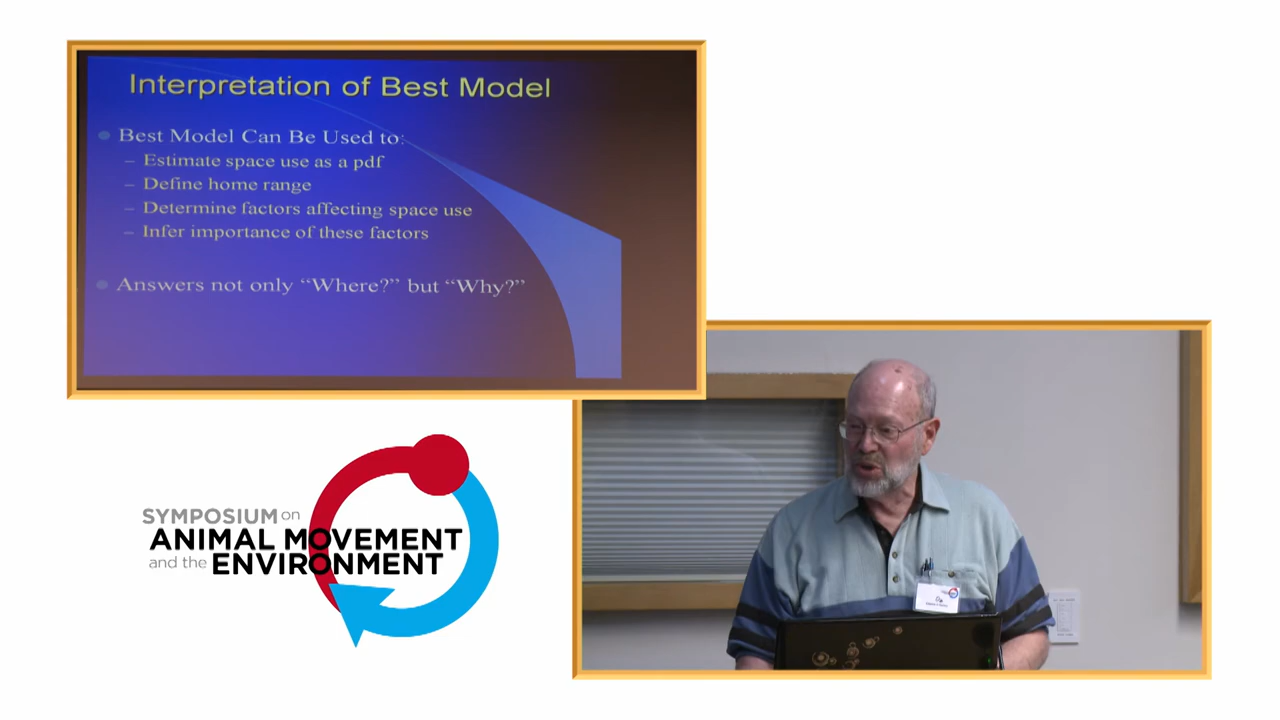 Interpretation of Best Model
Best Model Can Be Used to:
– Estimate space use as a pdf
– Define home range
– Determine factors affecting space use
– Infer importance of these factors
Answers not only “Where?” but “Why?”
SYMPOSIUM on
ANIMAL MOVEMENT
and the ENVIRONMENT